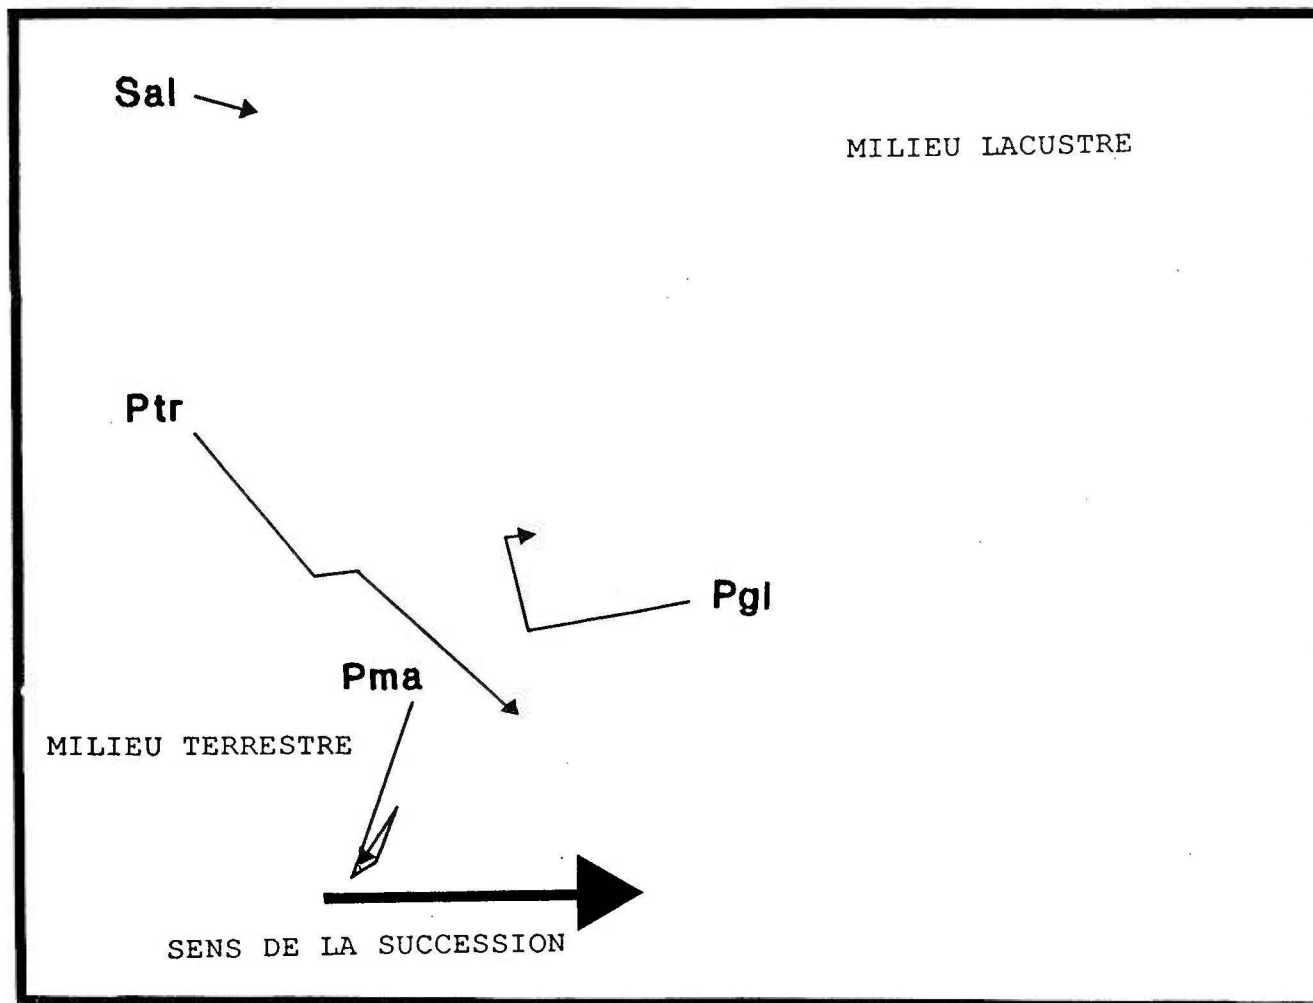 Sal
MILIEU LACUSTRE
Ptr
Pgl
Pma
MILIEU TERRESTRE
SENS DE LA SUCCESSION